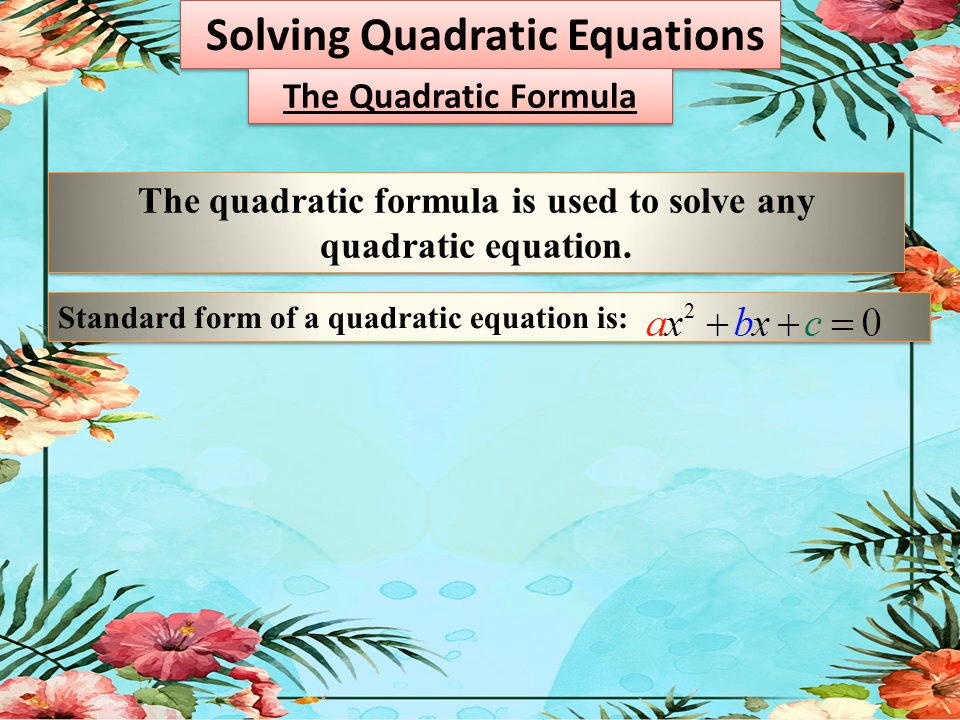 Solving Quadratic Equations
The Quadratic Formula
The quadratic formula is used to solve any
quadratic equation.
Standard form of a quadratic equation is: ax² + bx + c = 0